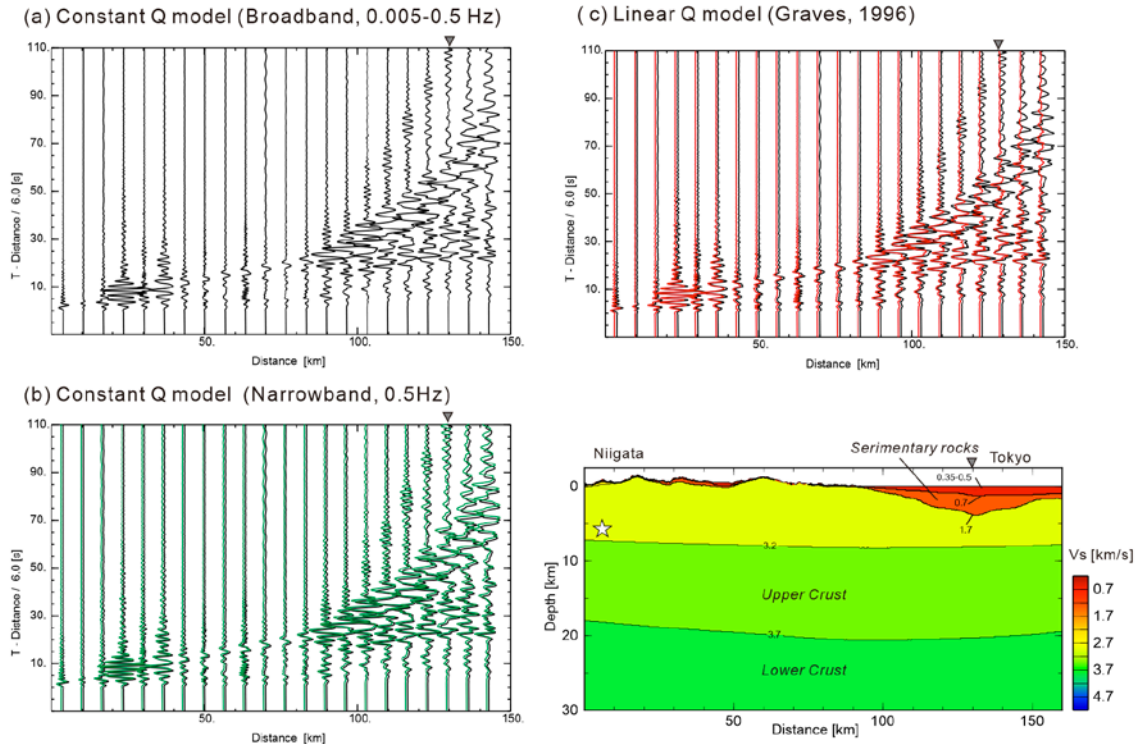 (a) Constant Q model (Broadband, 0.005-0.5 Hz)
110.
90.
70.
50.
30.
10.
T - Distance / 6.0 [s]
50.
100.
150.
Distance [km]
(b) Constant Q model (Narrowband, 0.5Hz)
110.
90.
70.
50.
30.
10.
T - Distance / 6.0 [s]
50.
100.
150.
Distance [km]
(c) Linear Q model (Graves, 1996)
110.
90.
70.
50.
30.
10.
T - Distance / 6.0 [s]
50.
100.
150.
Distance [km]
Niigata
Serimentary rocks
Tokyo
0.35-0.5
0.7
1.7
3.2
Upper Crust
3.7
Lower Crust
0
10
20
30
Depth [km]
50
100
150
Distance [km]
Vs [km/s]
0.7
1.7
2.7
3.7
4.7